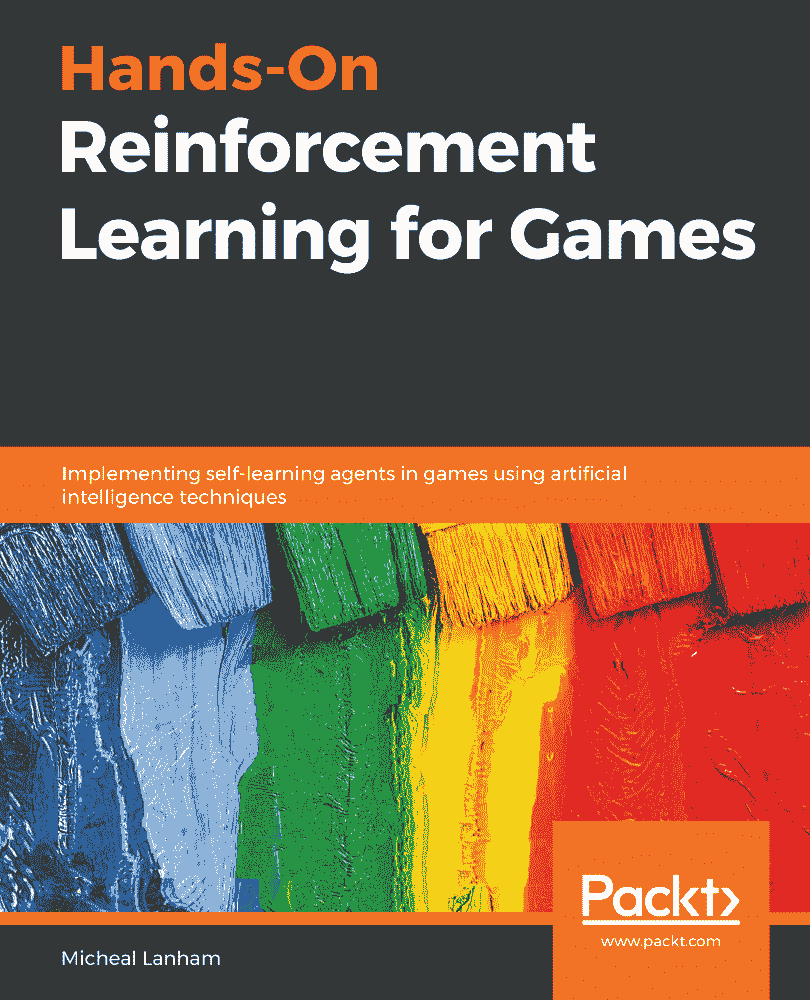 Hands-On
Reinforcement
Learning for Games
Implementing self-learning agents in games using artificial
intelligence techniques
Packt>
www.packt.com
Micheal Lanham